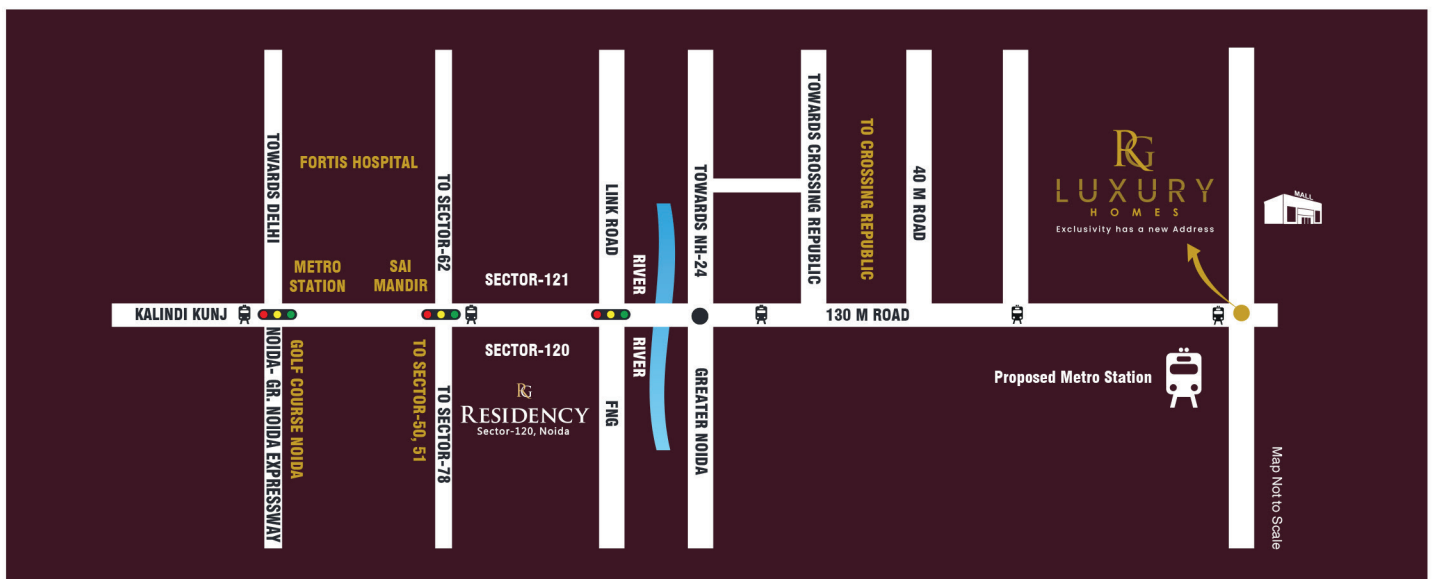 TOWARDS DELHI
FORTIS HOSPITAL
TO SECTOR-62
LINK ROAD
RIVER
TOWARDS NH-24
TOWARDS CROSSING REPUBLIC
TO CROSSING REPUBLIC
40 M ROAD
RG
LUXURY
HOMES
Exclusivity has a new Address
MALL
METRO
STATION
SAI
MANDIR
SECTOR-121
KALINDI KUNJ
130 M ROAD
NOIDA- GR. NOIDA EXPRESSWAY
GOLF COURSE NOIDA
TO SECTOR-50, 51
TO SECTOR-78
SECTOR-120
RG
RESIDENCY
Sector-120, Noida
FNG
RIVER
GREATER NOIDA
Proposed Metro Station
Map Not to Scale